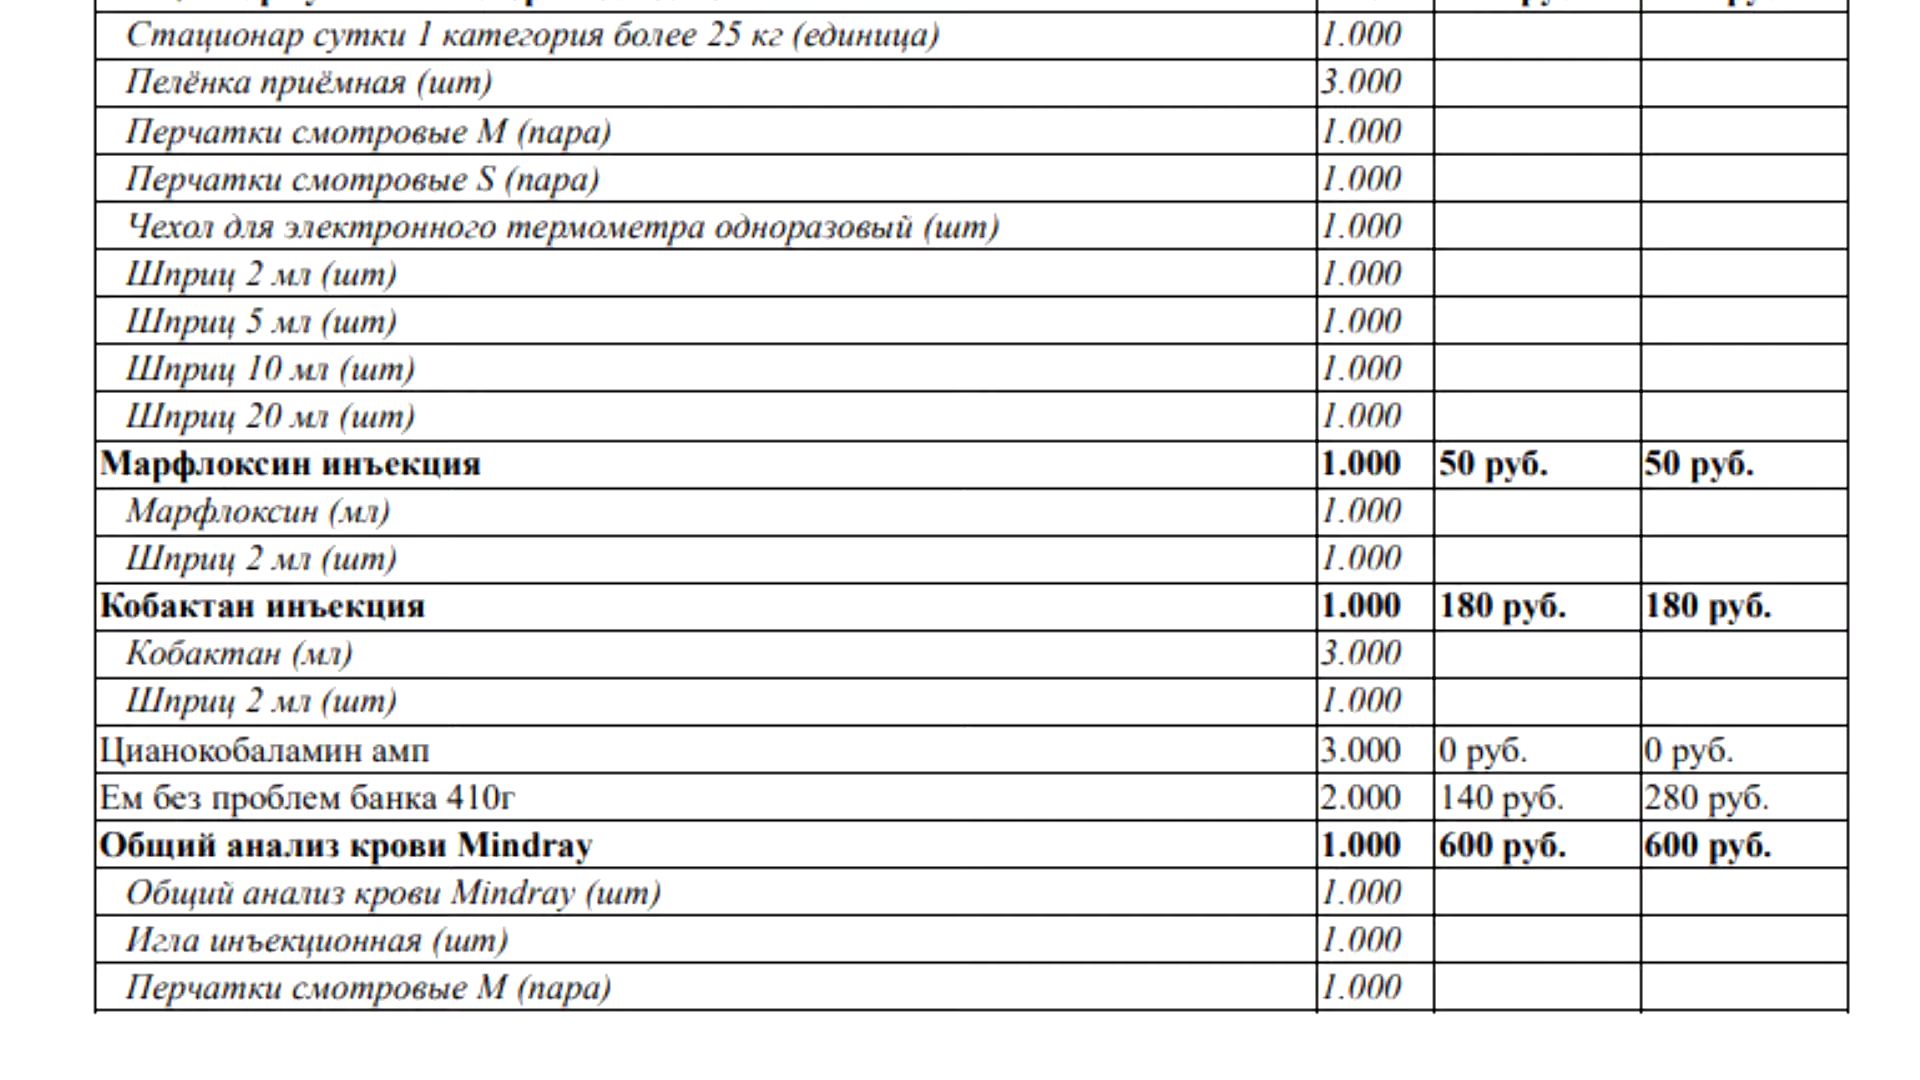 Стационар сутки 1 категория более 25 кг (единица) 1.000
Пелёнка приёмная (шт) 3.000
Перчатки смотровые M (пара) 1.000
Перчатки смотровые S (пара) 1.000
Чехол для электронного термометра одноразовый (шт) 1.000
Шприц 2 мл (шт) 1.000
Шприц 5 мл (шт) 1.000
Шприц 10 мл (шт) 1.000
Шприц 20 мл (шт) 1.000
Марфлоксин инъекция 1.000 50 руб. 50 руб.
Марфлоксин (мл) 1.000
Шприц 2 мл (шт) 1.000
Кобактан инъекция 1.000 180 руб. 180 руб.
Кобактан (мл) 3.000
Шприц 2 мл (шт) 1.000
Цианокобаламин амп 3.000 0 руб. 0 руб.
Ем без проблем банка 410г 2.000 140 руб. 280 руб.
Общий анализ крови Mindray 1.000 600 руб. 600 руб.
Общий анализ крови Mindray (шт) 1.000
Игла инъекционная (шт) 1.000
Перчатки смотровые M (пара) 1.000